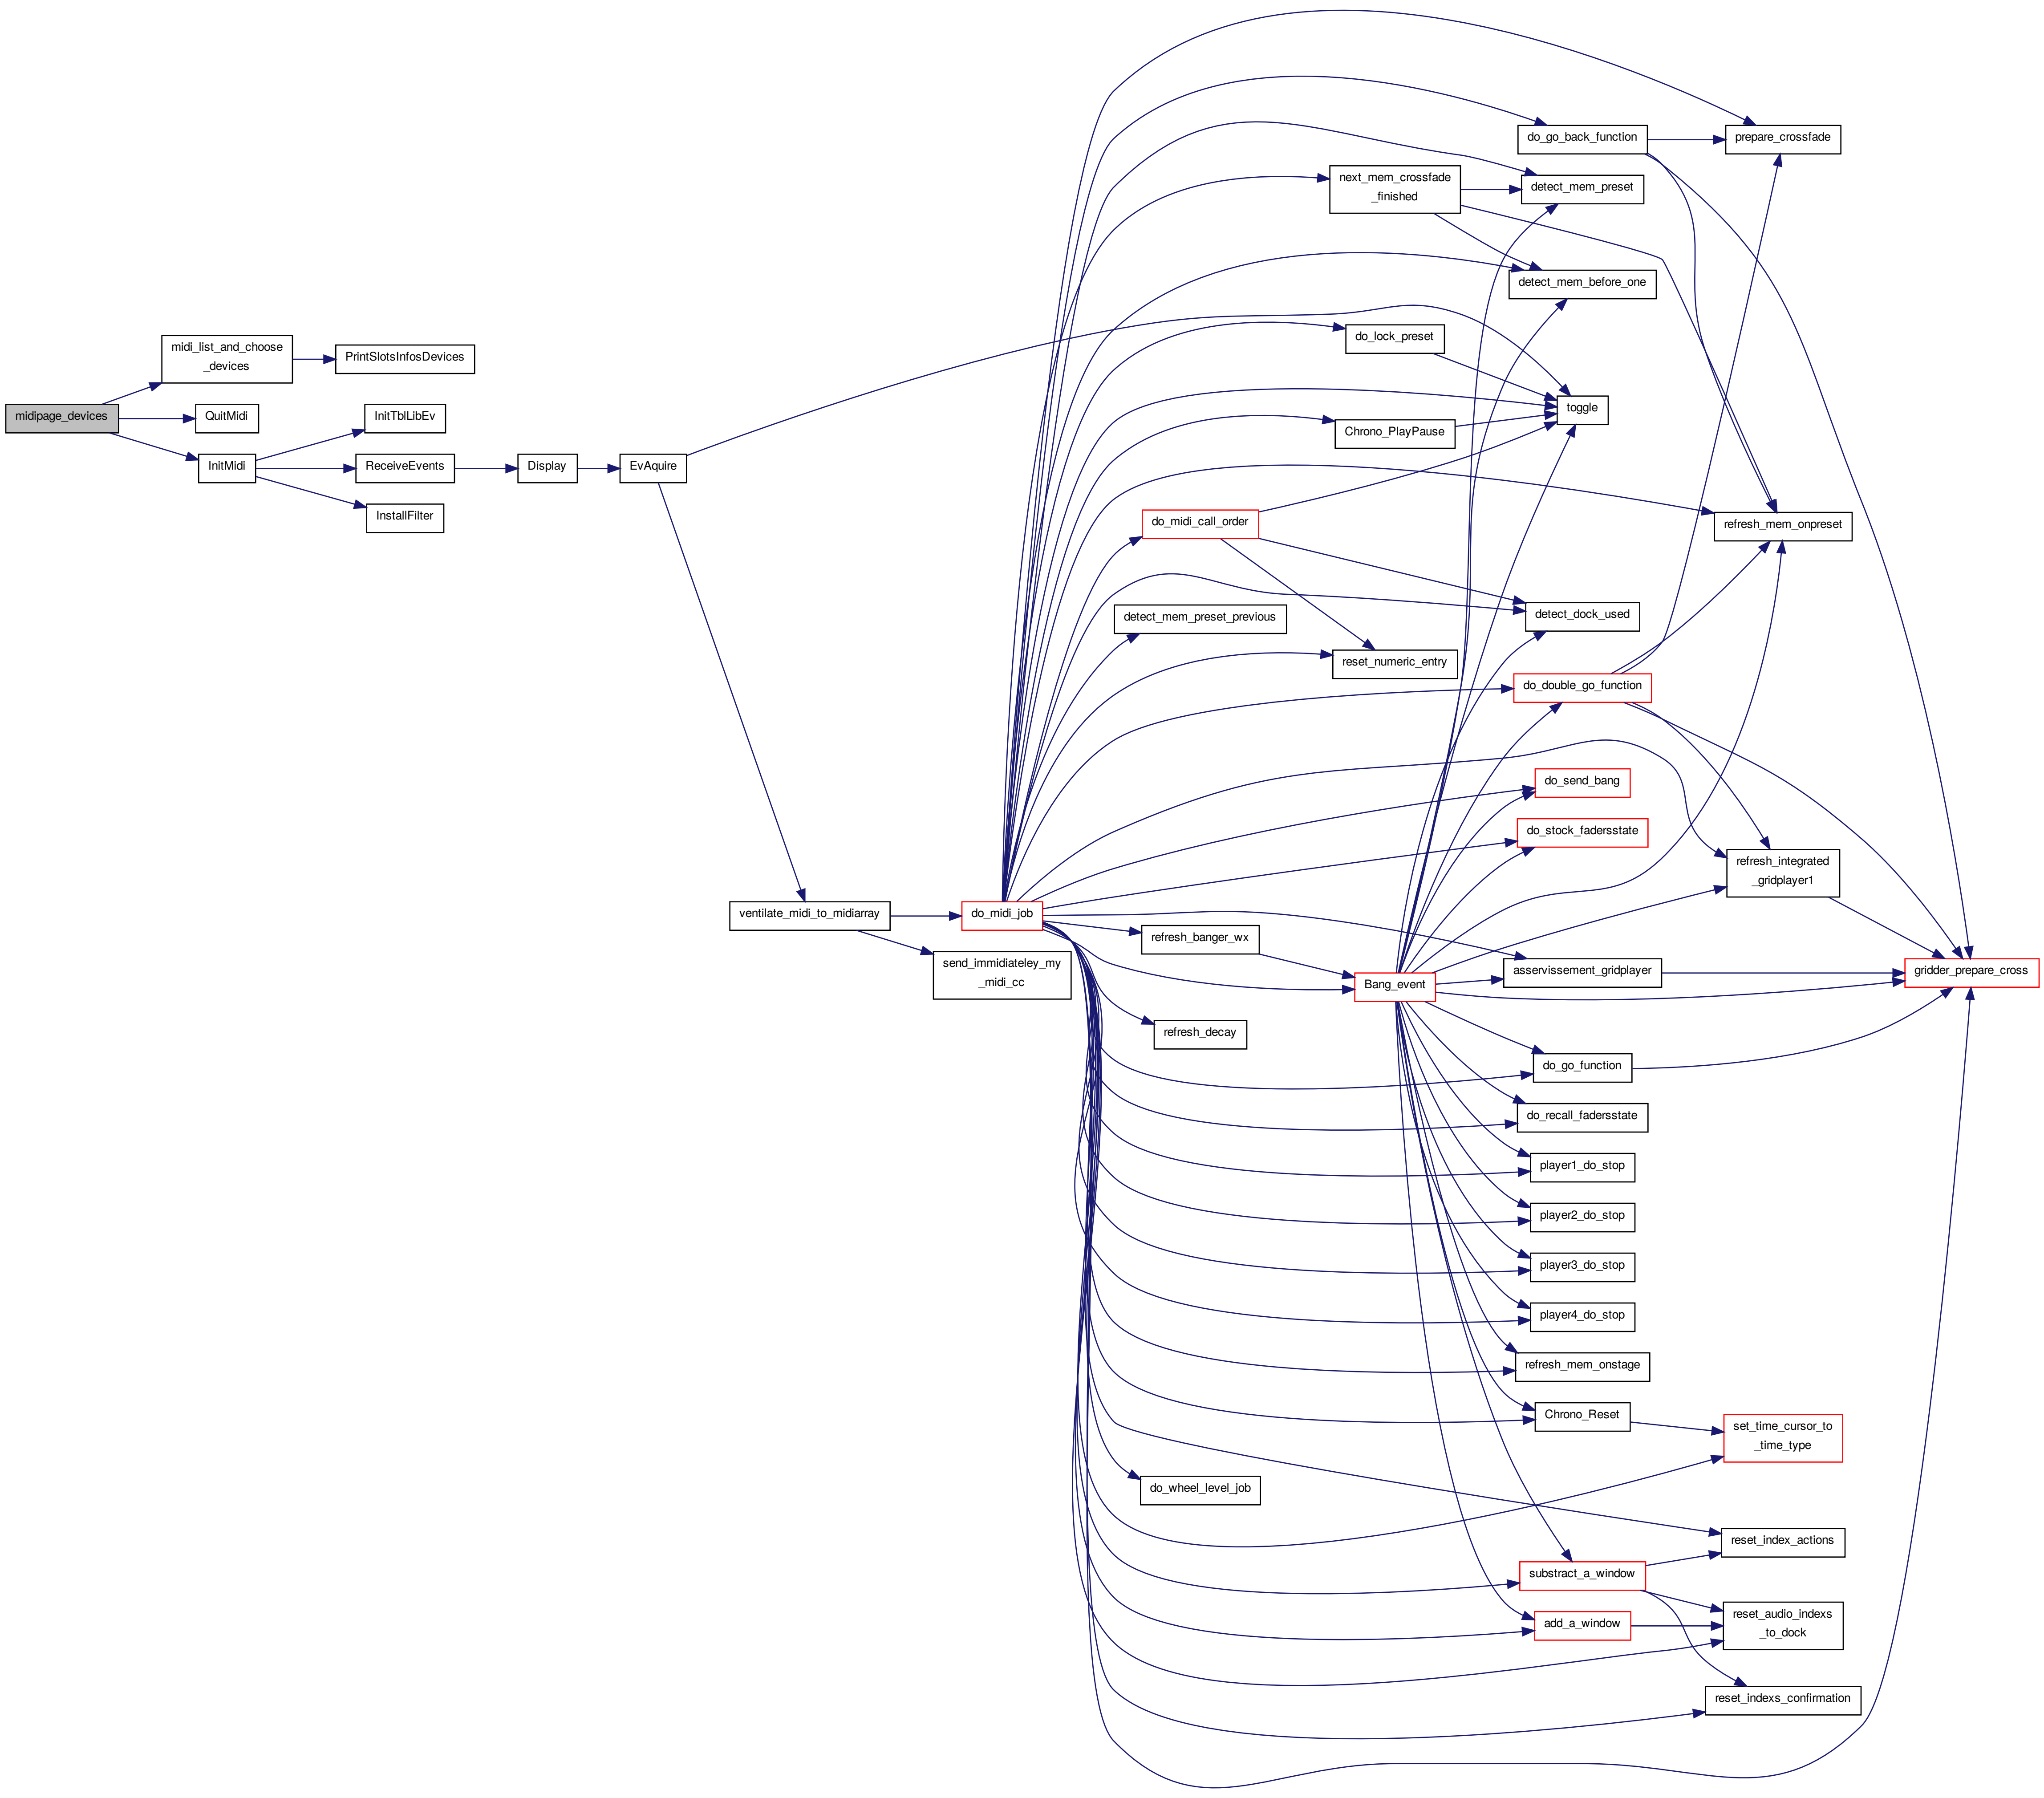 midipage_devices
midi_list_and_choose
_devices
PrintSlotsInfosDevices
QuitMidi
InitMidi
InitTblLibEv
ReceiveEvents
InstallFilter
Display
EvAquire
ventilate_midi_to_midiarray
send_immidiateley_my
_midi_cc
do_midi_job
do_midi_call_order
detect_mem_preset_previous
refresh_banger_wx
refresh_decay
do_wheel_level_job
next_mem_crossfade
_finished
do_lock_preset
Chrono_PlayPause
reset_numeric_entry
Bang_event
do_go_back_function
detect_mem_preset
detect_mem_before_one
toggle
detect_dock_used
do_double_go_function
do_send_bang
do_stock_fadersstate
asservissement_gridplayer
do_go_function
do_recall_fadersstate
player1_do_stop
player2_do_stop
player3_do_stop
player4_do_stop
refresh_mem_onstage
Chrono_Reset
substract_a_window
add_a_window
prepare_crossfade
refresh_mem_onpreset
refresh_integrated
_gridplayer1
set_time_cursor_to
_time_type
reset_index_actions
reset_audio_indexs
_to_dock
reset_indexs_confirmation
gridder_prepare_cross